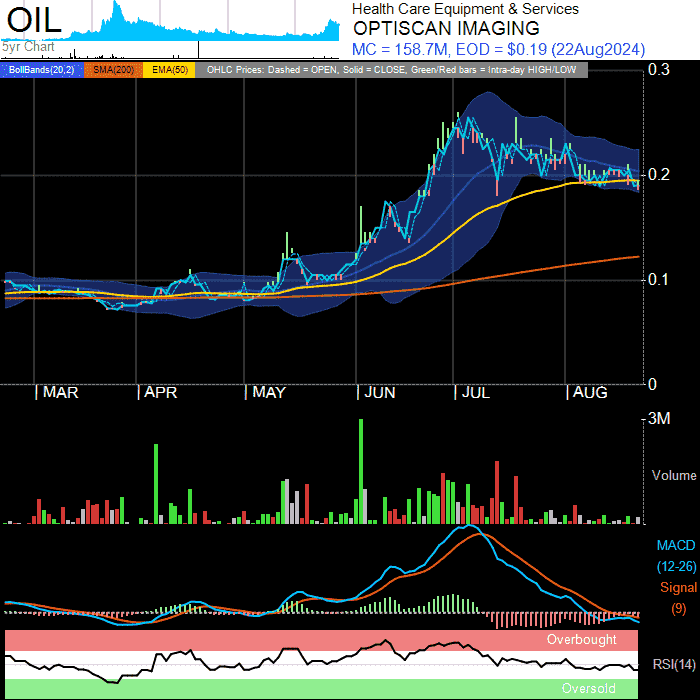 OIL
5yr Chart
Health Care Equipment & Services
OPTISCAN IMAGING
MC = 158.7M, EOD = $0.19 (22Aug2024)
BollBands(20,2) SMA(200) EMA(50) OHLC Prices: Dashed = OPEN, Solid = CLOSE, Green/Red bars = Intra-day HIGH/LOW
0.3
0.2
0.1
0
| MAR | APR | MAY | JUN | JUL | AUG
3M
Volume
MACD
(12-26)
Signal
(9)
Overbought
RSI(14)
Oversold